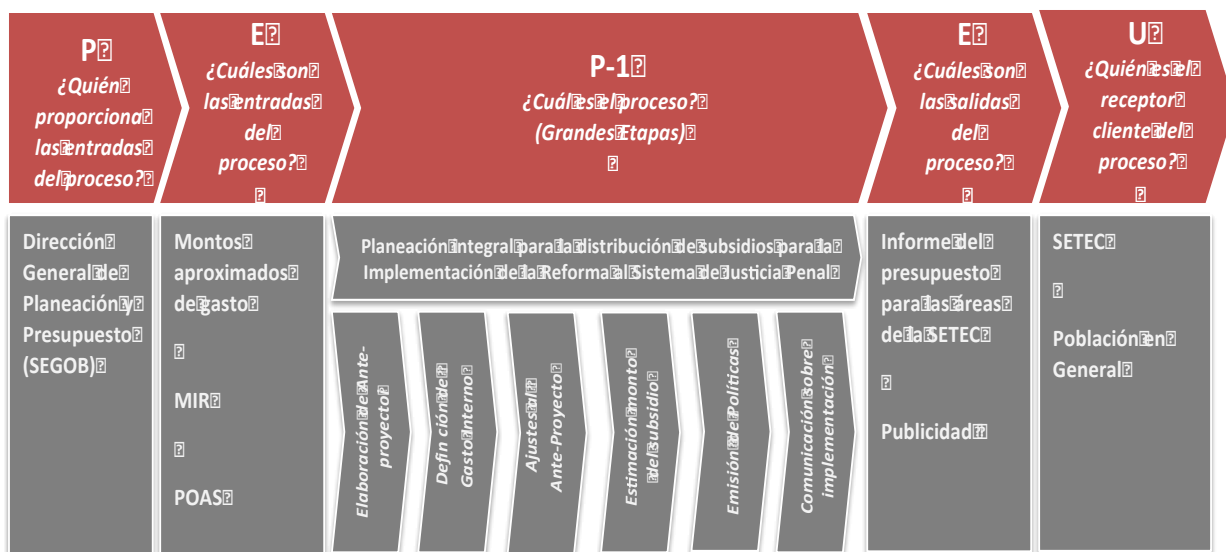 P
¿Quién
proporciona
las entradas
del proceso?
E
¿Cuáles son
las entradas
del
proceso?
P-1
¿Cuál es el proceso?
(Grandes Etapas)
E
¿Cuáles son
las salidas
del
proceso?
U
¿Quién es el
receptor
cliente del
proceso?
Dirección
General de
Planeación y
Presupuesto
(SEGOB)
Montos
aproximados
de gasto
MIR
POAS
Planeación Integral para la distribución de subsidios para la
Implementación de la Reforma al Sistema de Justicia Penal
Elaboración de Ante-
proyecto
Defin ción de
Gasto Interno
Ajustes al
Ante-Proyecto
Estimación monto
del subsidio
Emisión de Políticas
Comunicación sobre
implementación
Informe del
presupuesto
para las áreas
de la SETEC
Publicidad
SETEC
Población en
General